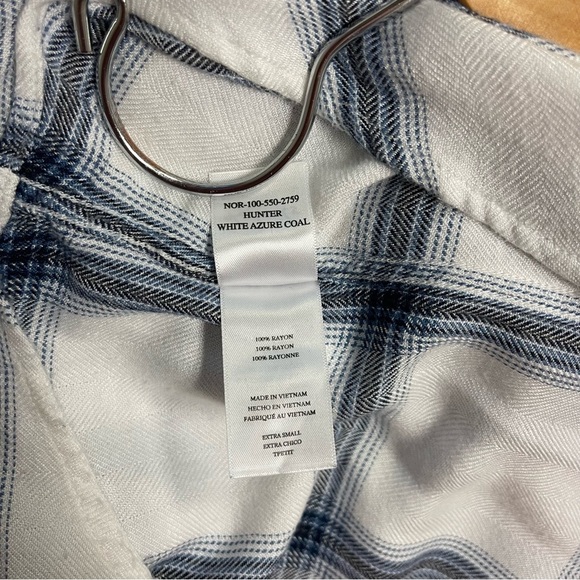 NOR-100-550-2759
HUNTER
WHITE AZURE COAL
100% RAYON
100% RAYON
100% RAYONNE
MADE IN VIETNAM
HECHO EN VIETNAM
FABRIQUÉ AU VIETNAM
EXTRA SMALL
EXTRA CHICO
TPETIT